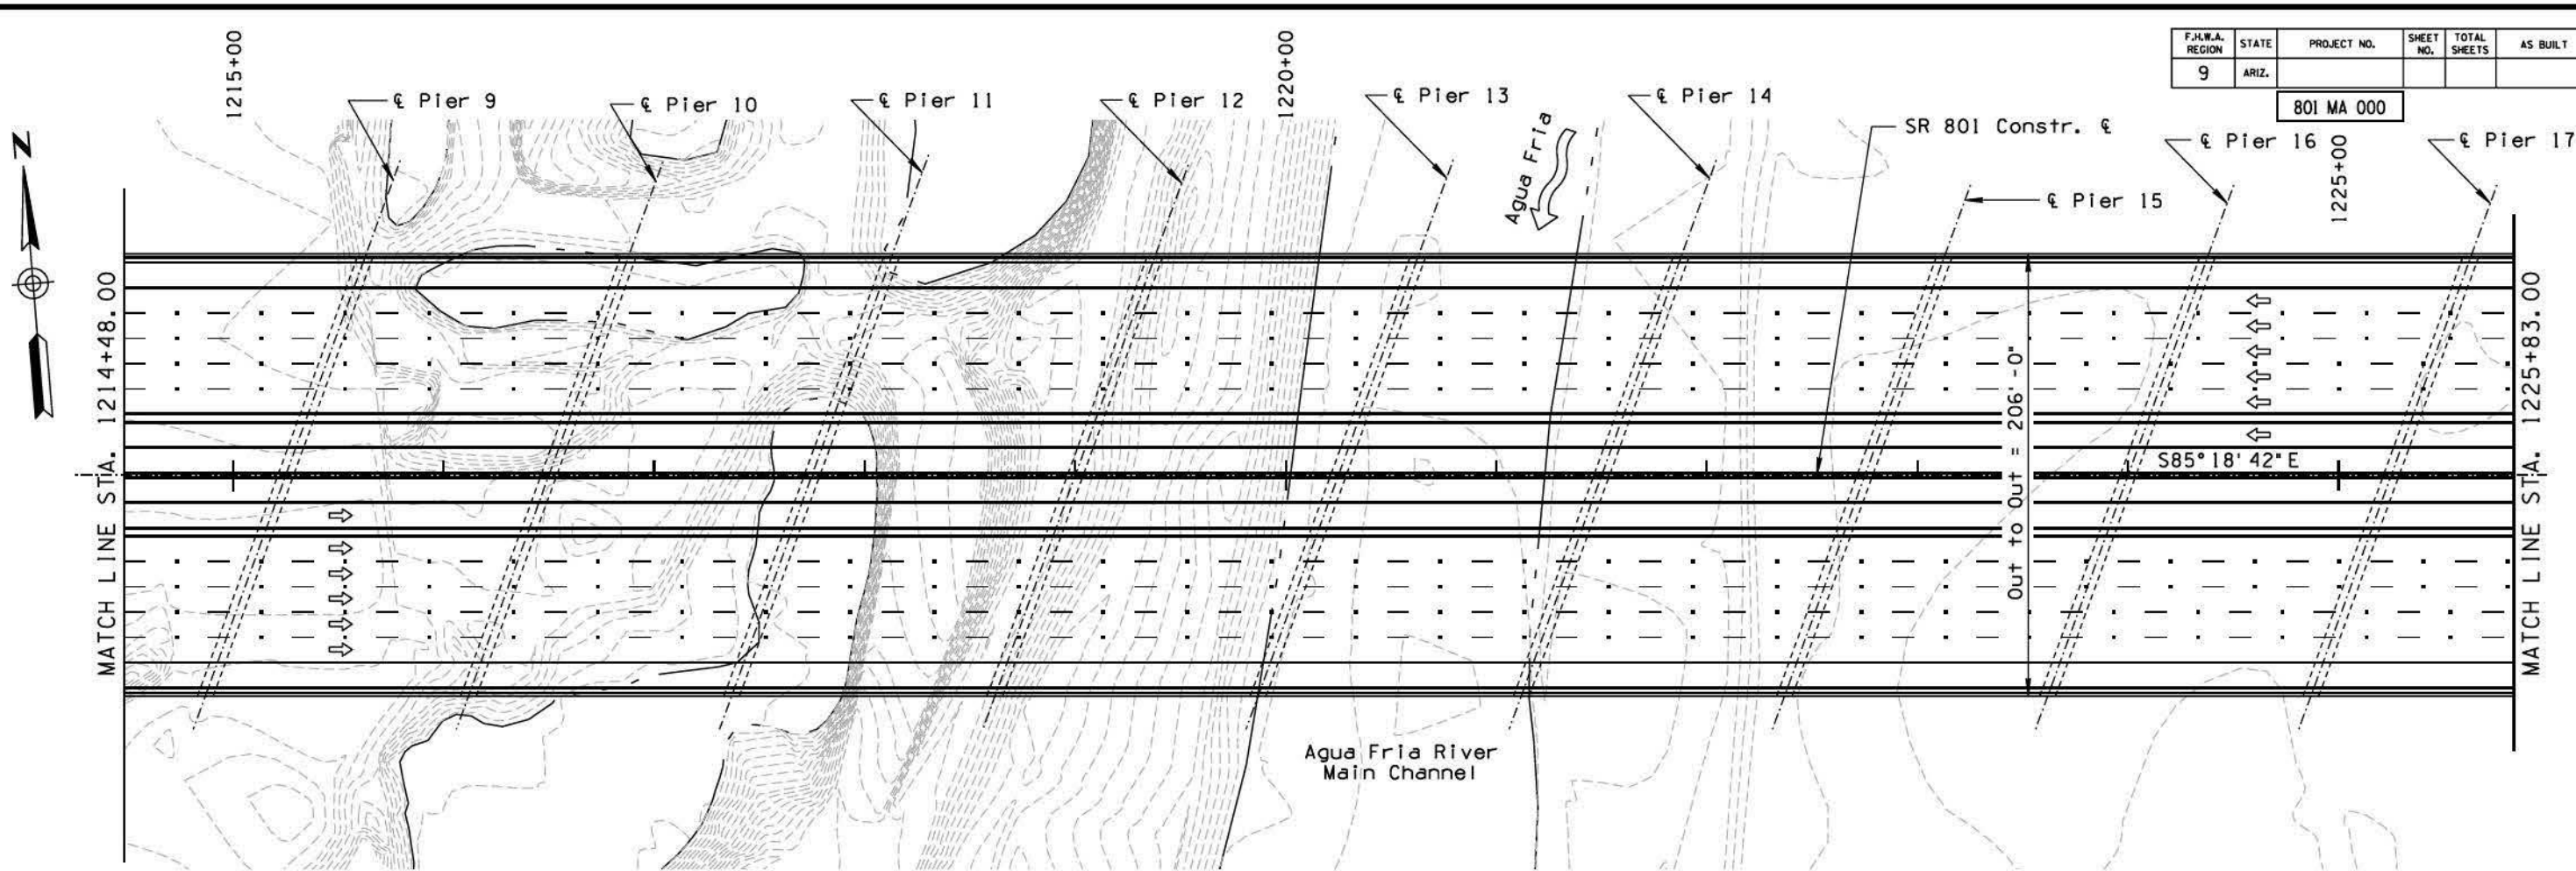 F.H.W.A. REGION STATE PROJECT NO. SHEET NO. TOTAL SHEETS AS BUILT
9 ARIZ.
801 MA 000
1215+00
1220+00
1225+00
℄ Pier 9
℄ Pier 10
℄ Pier 11
℄ Pier 12
℄ Pier 13
℄ Pier 14
SR 801 Constr. ℄
℄ Pier 15
℄ Pier 16
℄ Pier 17
N
Agua Fria
MATCH LINE STA. 1214+48.00
Out to Out = 206'-0"
S85°18'42"E
MATCH LINE STA. 1225+83.00
Agua Fria River
Main Channel